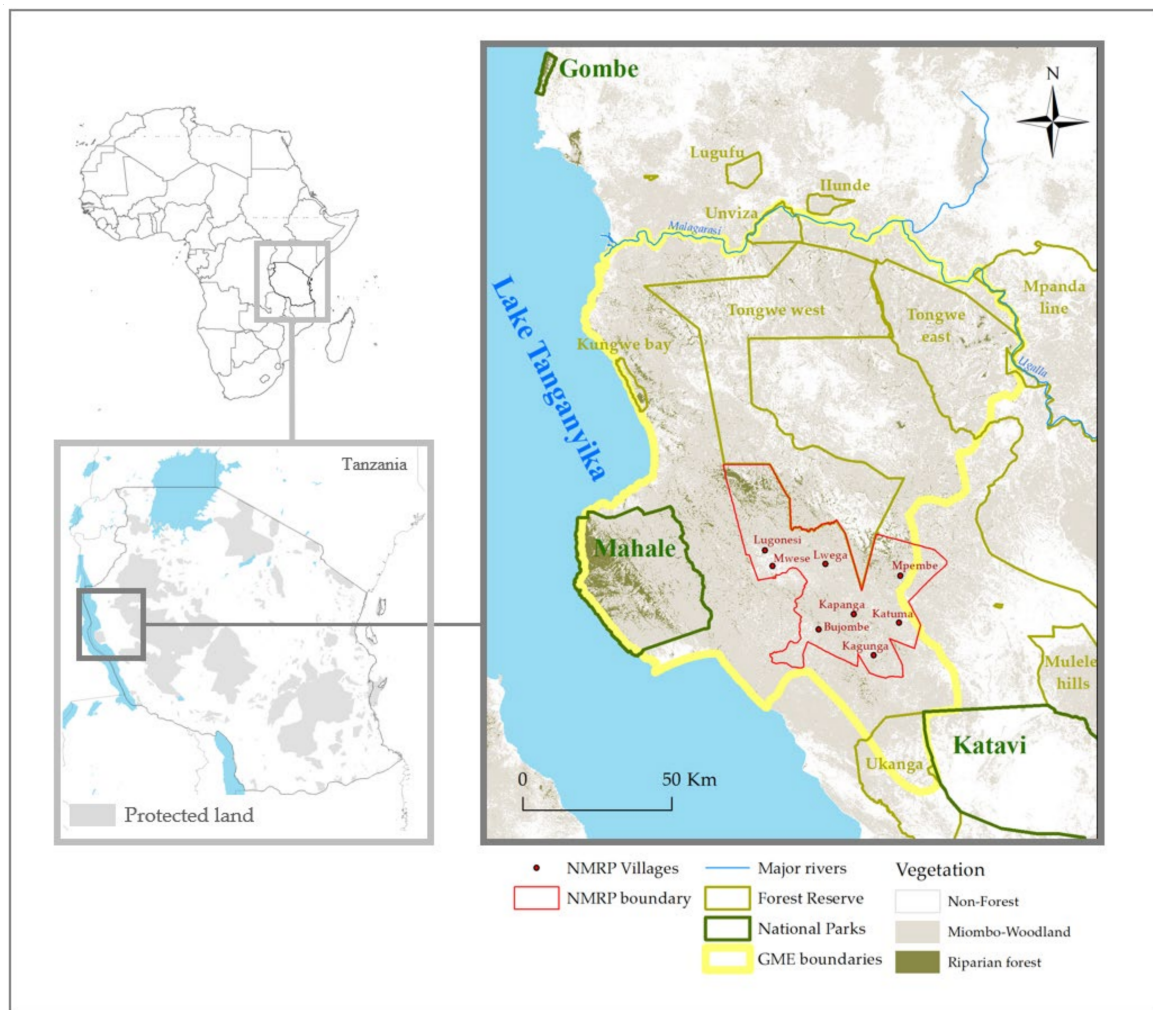 Gombe
N
Lugufu
Ilunde
Unviza
Malagarasi
Lake Tanganyika
Mpanda
line
Tongwe west
Tongwe
east
Kungwe bay
Ugalla
Tanzania
Mahale
Lugonesi
Mwese
Lwega
Mpembe
Kapanga
Katuma
Bujombe
Kagunga
Mulele
hills
Katavi
Ukanga
0 50 Km
Protected land
NMRP Villages
NMRP boundary
Major rivers
Forest Reserve
National Parks
GME boundaries
Vegetation
Non-Forest
Miombo-Woodland
Riparian forest